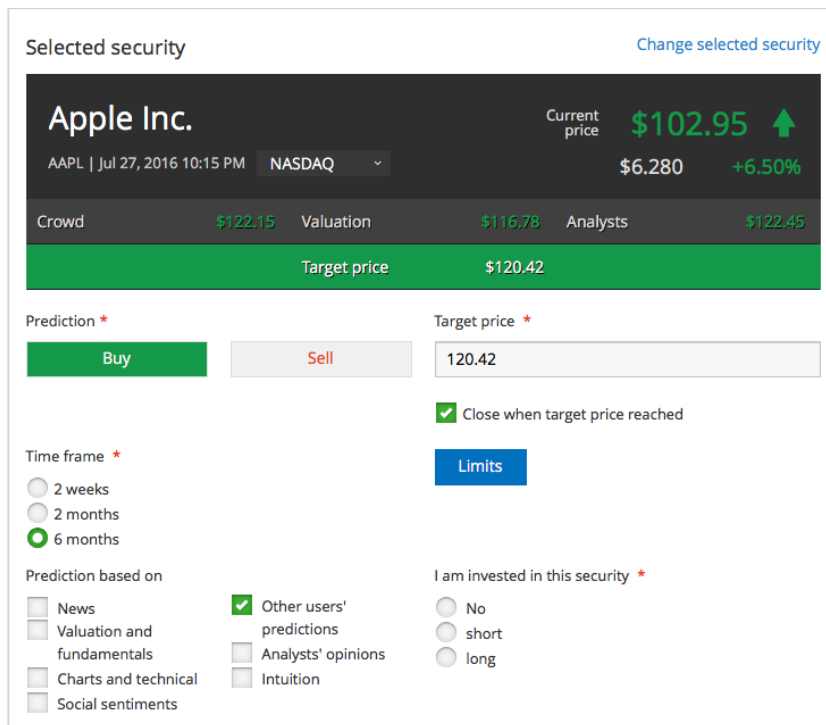 Selected security
Change selected security
Apple Inc.
Current price
$102.95
AAPL | Jul 27, 2016 10:15 PM
NASDAQ
$6.280
+6.50%
Crowd $122.15 Valuation $116.78 Analysts $122.45
Target price $120.42
Prediction *
Target price *
Buy
Sell
120.42
Close when target price reached
Time frame *
Limits
2 weeks
2 months
6 months
Prediction based on
News
Valuation and
fundamentals
Charts and technical
Social sentiments
Other users'
predictions
Analysts' opinions
Intuition
I am invested in this security *
No
short
long